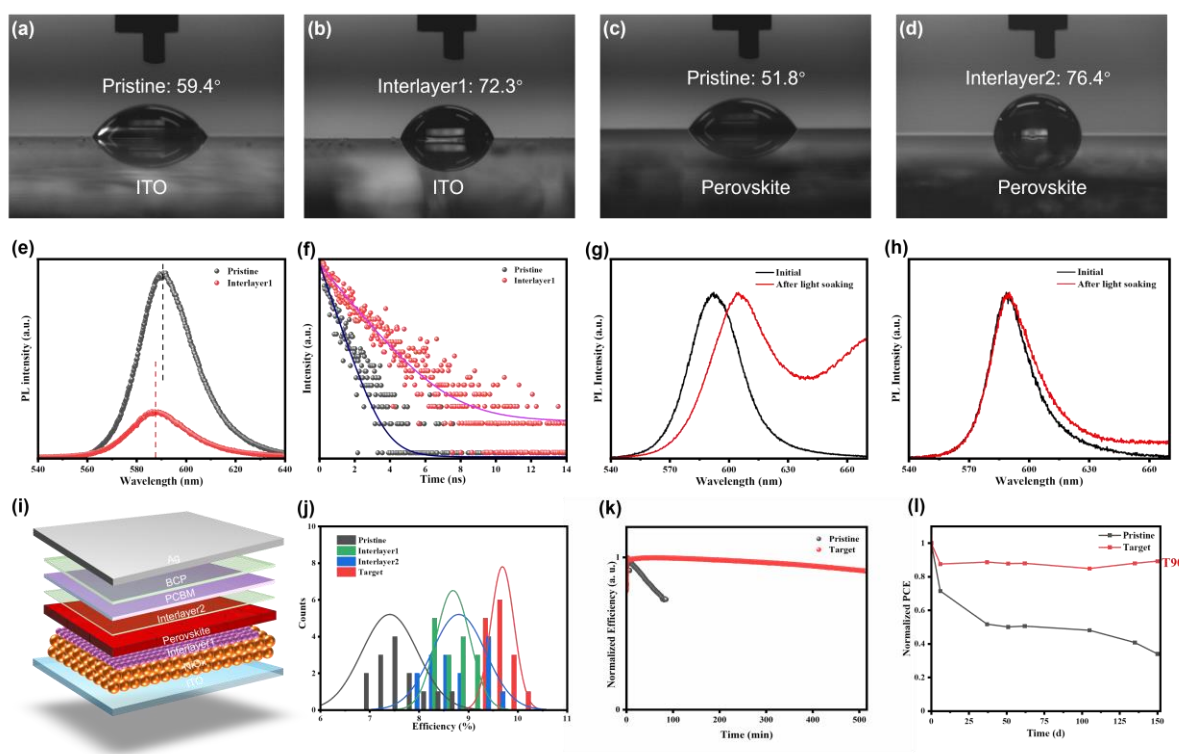 (a)
Pristine: 59.4°
ITO
(b)
Interlayer1: 72.3°
ITO
(c)
Pristine: 51.8°
Perovskite
(d)
Interlayer2: 76.4°
Perovskite
(e)
Pristine
Interlayer1
PL intensity (a.u.)
540 560 580 600 620 640
Wavelength (nm)
(f)
Pristine
Interlayer1
Intensity (a.u.)
0 2 4 6 8 10 12 14
Time (ns)
(g)
Initial
After light soaking
PL Intensity (a.u.)
540 570 600 630 660
Wavelength (nm)
(h)
Initial
After light soaking
PL Intensity (a.u.)
540 570 600 630 660
Wavelength (nm)
(i)
Ag
BCP
PCBM
Interlayer2
Perovskite
Interlayer1
NiOx
ITO
(j)
Pristine
Interlayer1
Interlayer2
Target
Counts
10
8
6
4
2
0
6 7 8 9 10 11
Efficiency (%)
(k)
Pristine
Target
Normalized Efficiency (a. u.)
1
0
0 100 200 300 400 500
Time (min)
(l)
Pristine
Target
T90
Normalized PCE
1
0.8
0.6
0.4
0.2
0
0 25 50 75 100 125 150
Time (d)